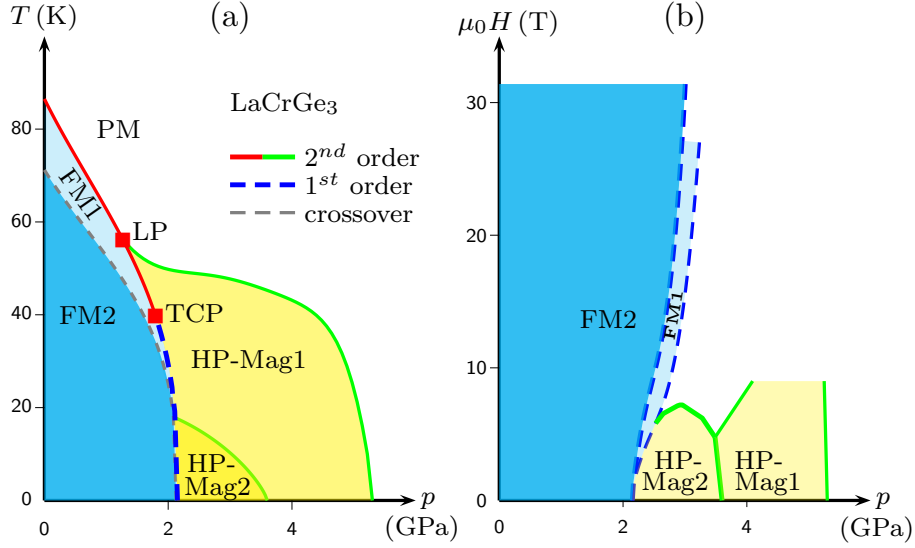 T (K)
(a)
LaCrGe3
PM
2nd order
1st order
crossover
FM1
LP
FM2
TCP
HP-Mag1
HP-
Mag2
80
60
40
20
0
0
2
4
p
(GPa)
μ0H (T)
(b)
30
20
10
0
FM2
FM1
HP-
Mag2
HP-
Mag1
0
2
4
p
(GPa)